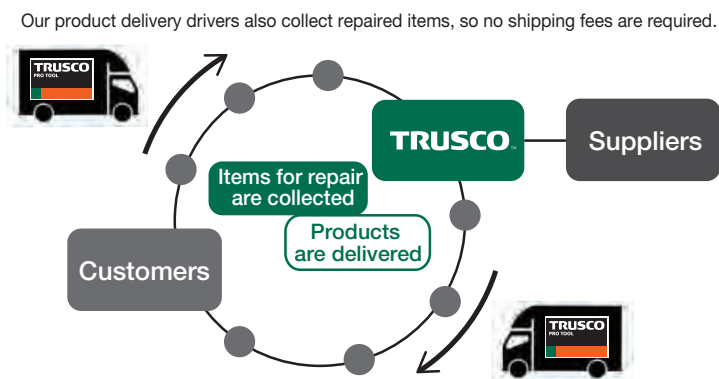 Our product delivery drivers also collect repaired items, so no shipping fees are required.
TRUSCO
PRO TOOL
TRUSCO
Suppliers
Items for repair
are collected
Products
are delivered
Customers
TRUSCO
PRO TOOL